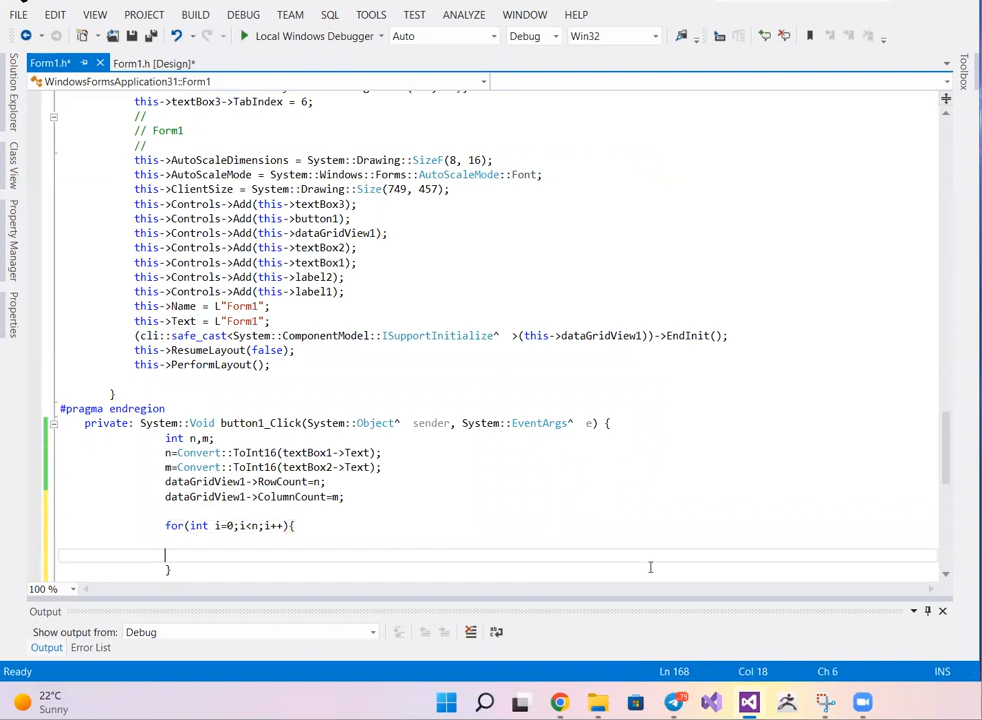 FILE EDIT VIEW PROJECT BUILD DEBUG TEAM SQL TOOLS TEST ANALYZE WINDOW HELP
Local Windows Debugger Auto Debug Win32
Form1.h* Form1.h [Design]*
WindowsFormsApplication31::Form1
Solution Explorer
Class View
Property Manager
Properties
Toolbox
this->textBox3->TabIndex = 6;
//
// Form1
//
this->AutoScaleDimensions = System::Drawing::SizeF(8, 16);
this->AutoScaleMode = System::Windows::Forms::AutoScaleMode::Font;
this->ClientSize = System::Drawing::Size(749, 457);
this->Controls->Add(this->textBox3);
this->Controls->Add(this->button1);
this->Controls->Add(this->dataGridView1);
this->Controls->Add(this->textBox2);
this->Controls->Add(this->textBox1);
this->Controls->Add(this->label2);
this->Controls->Add(this->label1);
this->Name = L"Form1";
this->Text = L"Form1";
(cli::safe_cast<System::ComponentModel::ISupportInitialize^  >(this->dataGridView1))->EndInit();
this->ResumeLayout(false);
this->PerformLayout();
}
#pragma endregion
private: System::Void button1_Click(System::Object^  sender, System::EventArgs^  e) {
int n,m;
n=Convert::ToInt16(textBox1->Text);
m=Convert::ToInt16(textBox2->Text);
dataGridView1->RowCount=n;
dataGridView1->ColumnCount=m;
for(int i=0;i<n;i++){
}
100 %
Output
Show output from: Debug
Output Error List
Ready Ln 168 Col 18 Ch 6 INS
22°C
Sunny
79